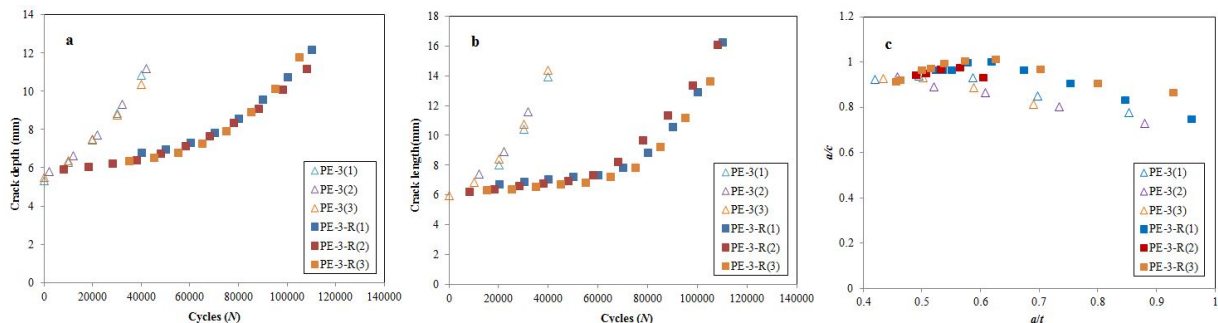 a
Crack depth (mm)
14
12
10
8
6
4
2
0
0
20000
40000
60000
80000
100000
120000
140000
Cycles (N)
PE-3(1)
PE-3(2)
PE-3(3)
PE-3-R(1)
PE-3-R(2)
PE-3-R(3)
b
Crack length(mm)
18
16
14
12
10
8
6
4
2
0
0
20000
40000
60000
80000
100000
120000
140000
Cycles (N)
PE-3(1)
PE-3(2)
PE-3(3)
PE-3-R(1)
PE-3-R(2)
PE-3-R(3)
c
a/c
1.2
1
0.8
0.6
0.4
0.2
0
0.4
0.5
0.6
0.7
0.8
0.9
1
a/t
PE-3(1)
PE-3(2)
PE-3(3)
PE-3-R(1)
PE-3-R(2)
PE-3-R(3)